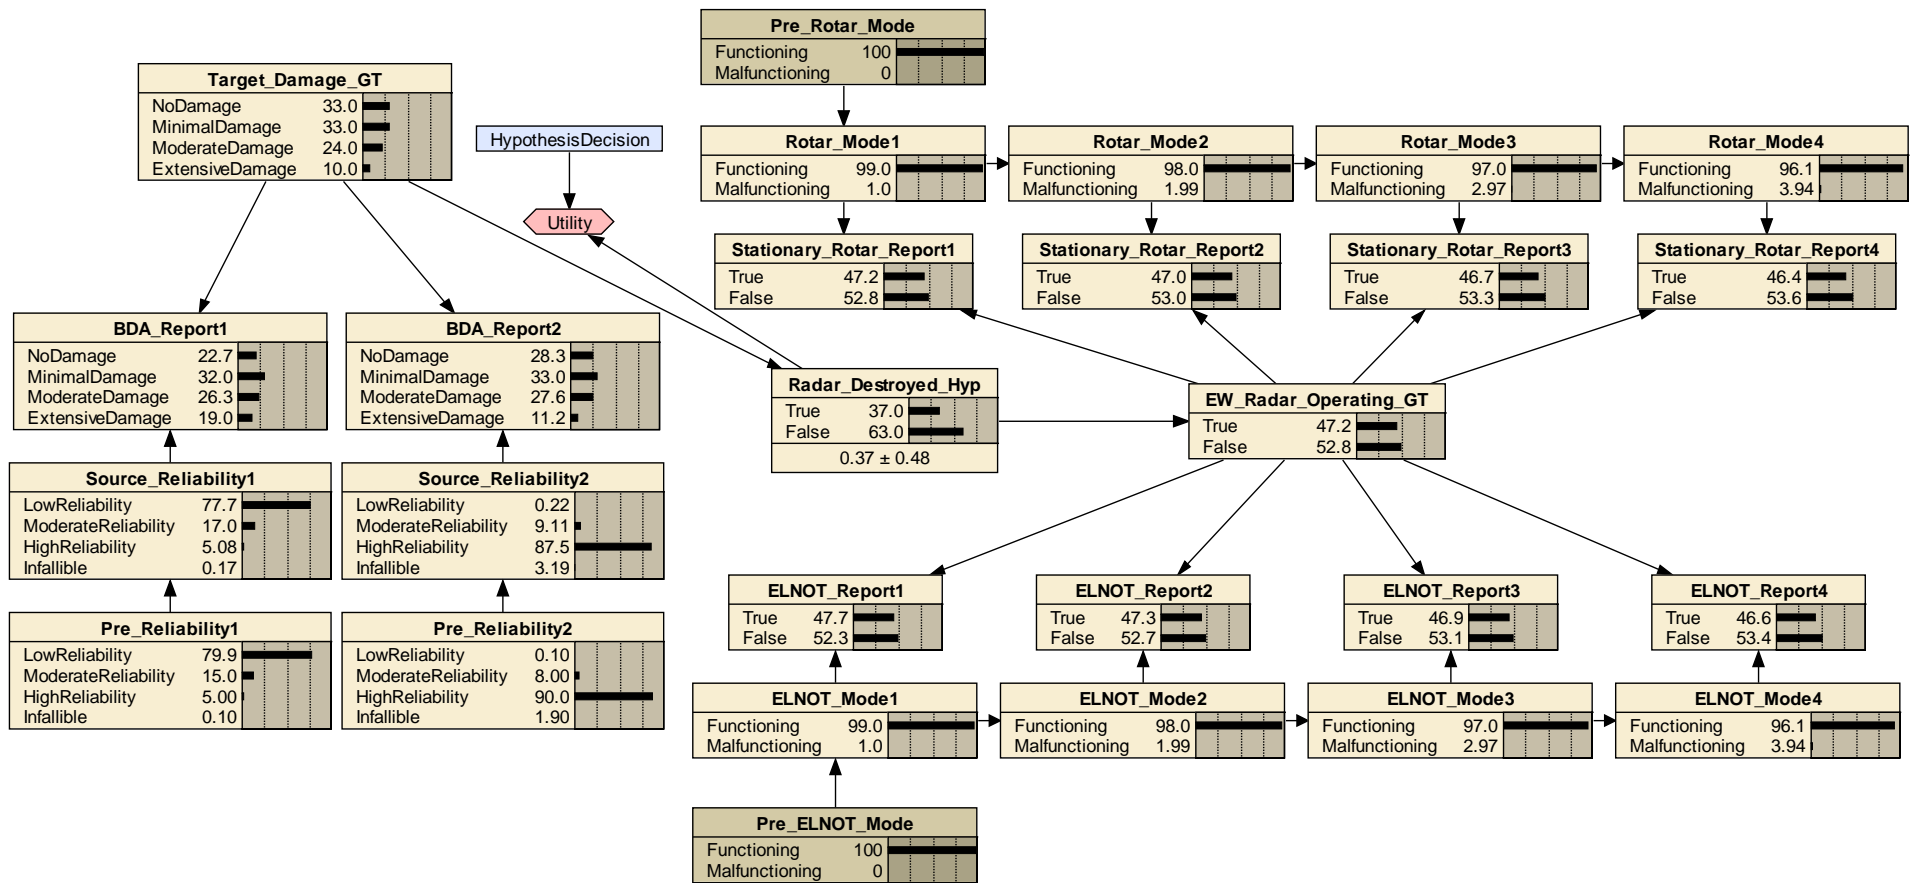 Pre_Rotar_Mode
Functioning 100
Malfunctioning 0
Target_Damage_GT
NoDamage 33.0
MinimalDamage 33.0
ModerateDamage 24.0
ExtensiveDamage 10.0
HypothesisDecision
Utility
Rotar_Mode1
Functioning 99.0
Malfunctioning 1.0
Rotar_Mode2
Functioning 98.0
Malfunctioning 1.99
Rotar_Mode3
Functioning 97.0
Malfunctioning 2.97
Rotar_Mode4
Functioning 96.1
Malfunctioning 3.94
Stationary_Rotar_Report1
True 47.2
False 52.8
Stationary_Rotar_Report2
True 47.0
False 53.0
Stationary_Rotar_Report3
True 46.7
False 53.3
Stationary_Rotar_Report4
True 46.4
False 53.6
BDA_Report1
NoDamage 22.7
MinimalDamage 32.0
ModerateDamage 26.3
ExtensiveDamage 19.0
BDA_Report2
NoDamage 28.3
MinimalDamage 33.0
ModerateDamage 27.6
ExtensiveDamage 11.2
Radar_Destroyed_Hyp
True 37.0
False 63.0
0.37 ± 0.48
EW_Radar_Operating_GT
True 47.2
False 52.8
Source_Reliability1
LowReliability 77.7
ModerateReliability 17.0
HighReliability 5.08
Infallible 0.17
Source_Reliability2
LowReliability 0.22
ModerateReliability 9.11
HighReliability 87.5
Infallible 3.19
Pre_Reliability1
LowReliability 79.9
ModerateReliability 15.0
HighReliability 5.00
Infallible 0.10
Pre_Reliability2
LowReliability 0.10
ModerateReliability 8.00
HighReliability 90.0
Infallible 1.90
ELNOT_Report1
True 47.7
False 52.3
ELNOT_Report2
True 47.3
False 52.7
ELNOT_Report3
True 46.9
False 53.1
ELNOT_Report4
True 46.6
False 53.4
ELNOT_Mode1
Functioning 99.0
Malfunctioning 1.0
ELNOT_Mode2
Functioning 98.0
Malfunctioning 1.99
ELNOT_Mode3
Functioning 97.0
Malfunctioning 2.97
ELNOT_Mode4
Functioning 96.1
Malfunctioning 3.94
Pre_ELNOT_Mode
Functioning 100
Malfunctioning 0